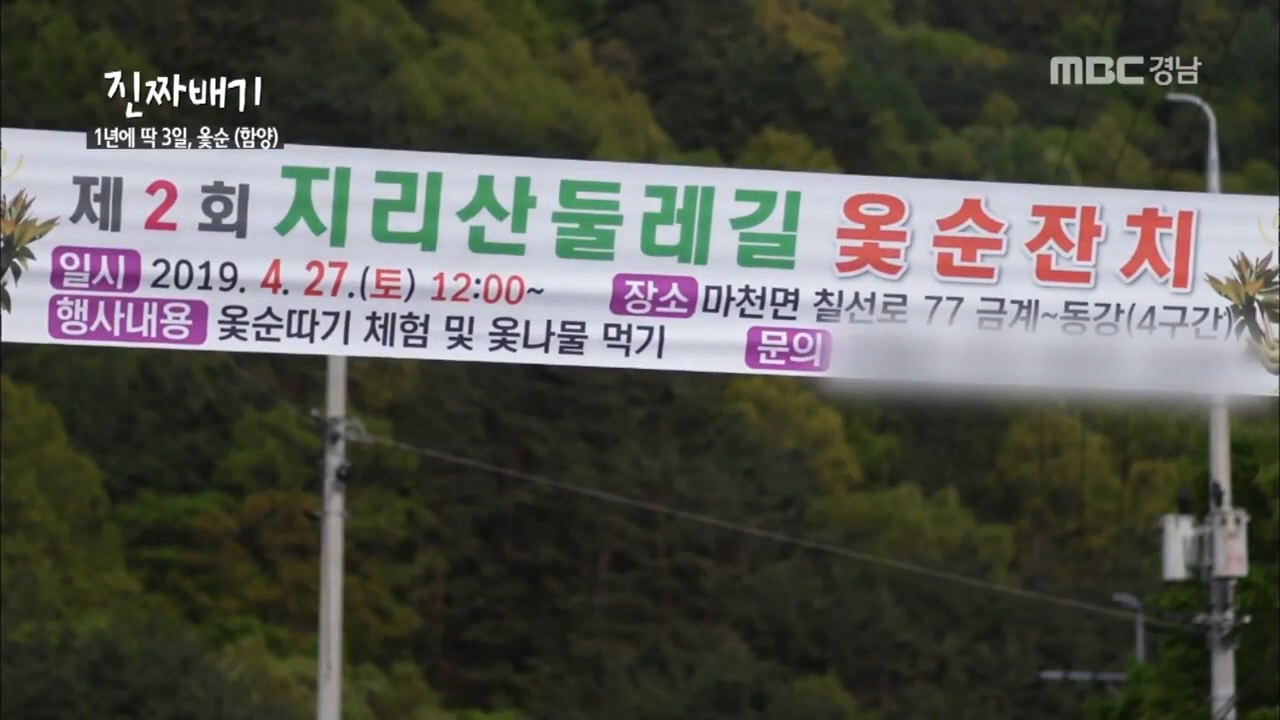 진짜배기
1년에 딱 3일, 옻순 (함양)
MBC경남
제2회 지리산둘레길 옻순잔치
일시 2019. 4. 27.(토) 12:00~ 장소 마천면 칠선로 77 금계~동강(4구간)
행사내용 옻순따기 체험 및 옻나물 먹기 문의